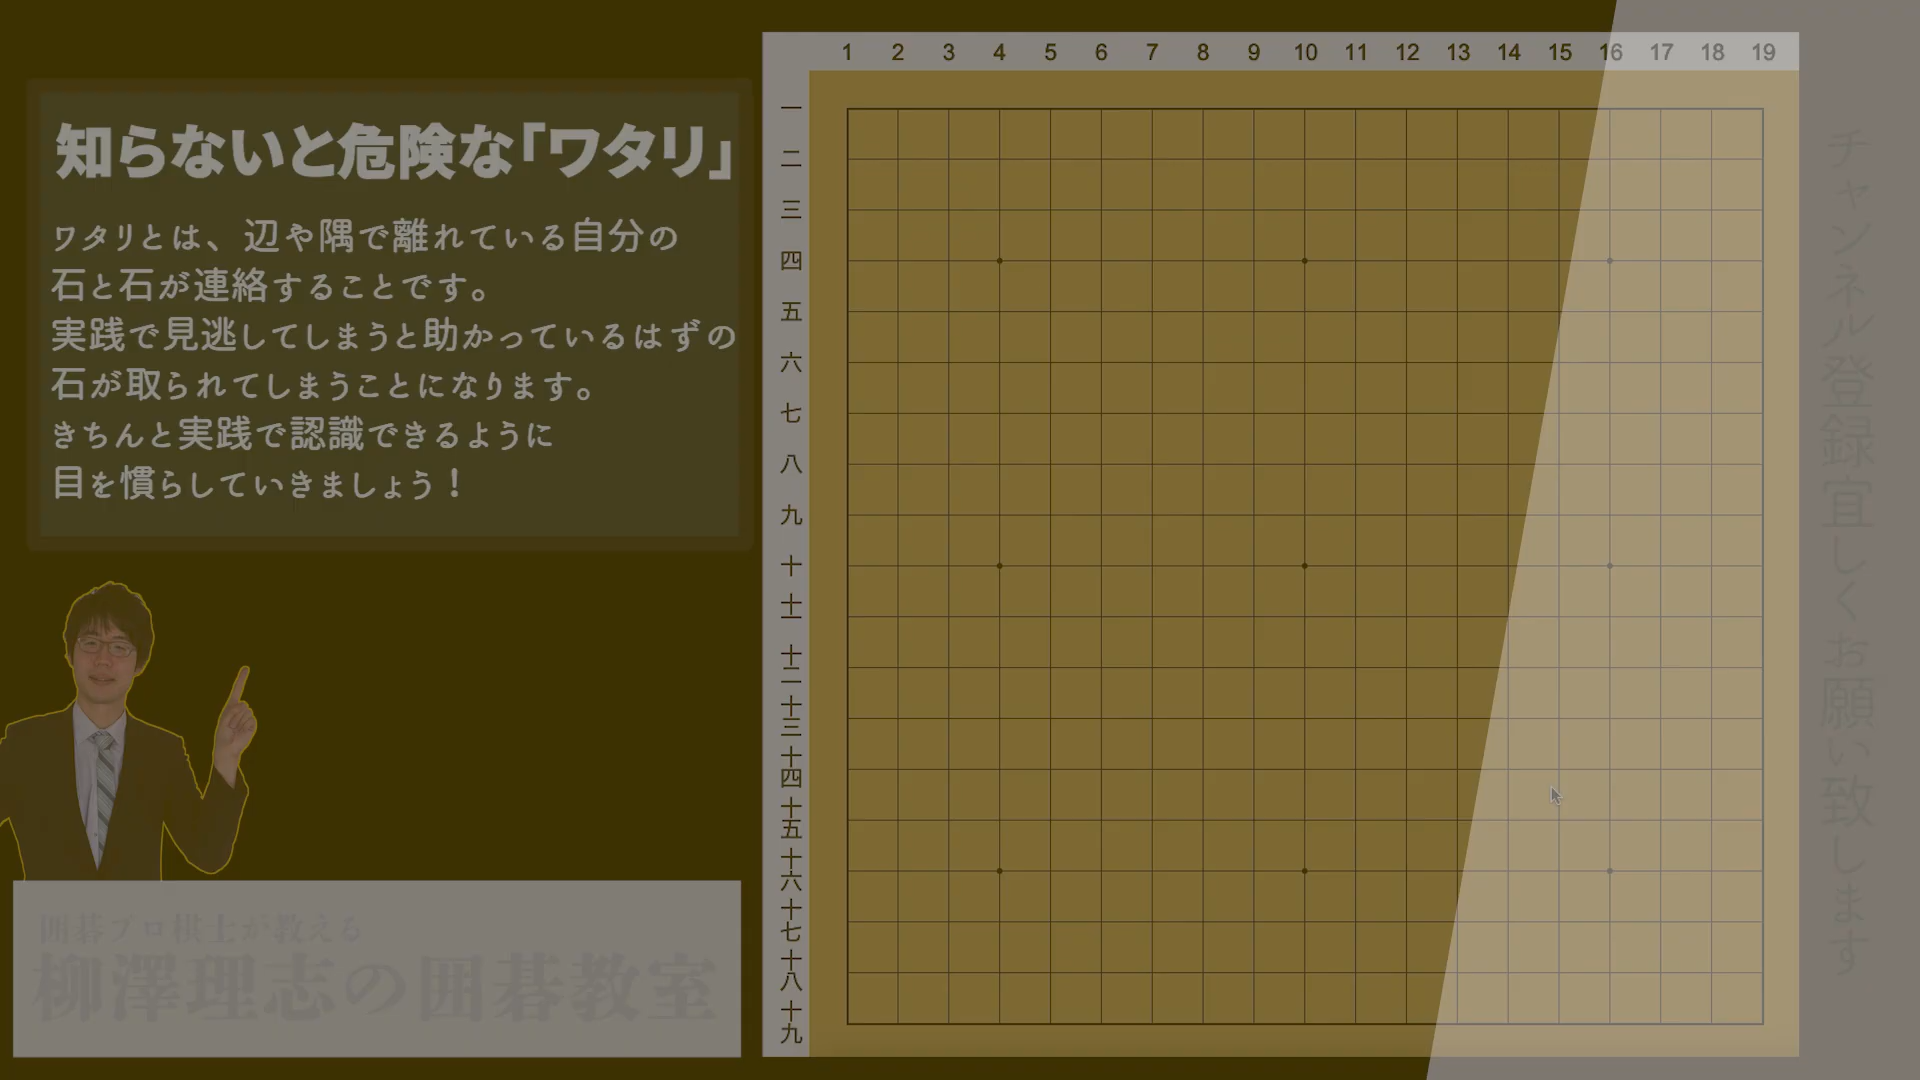 知らないと危険な「ワタリ」
ワタリとは、辺や隅で離れている自分の
石と石が連絡することです。
実践で見逃してしまうと助かっているはずの
石が取られてしまうことになります。
きちんと実践で認識できるように
目を慣らしていきましょう！
囲碁プロ棋士が教える
柳澤理志の囲碁教室
1 2 3 4 5 6 7 8 9 10 11 12 13 14 15 16 17 18 19
一
二
三
四
五
六
七
八
九
十
十一
十二
十三
十四
十五
十六
十七
十八
十九
チャンネル登録宜しくお願い致します